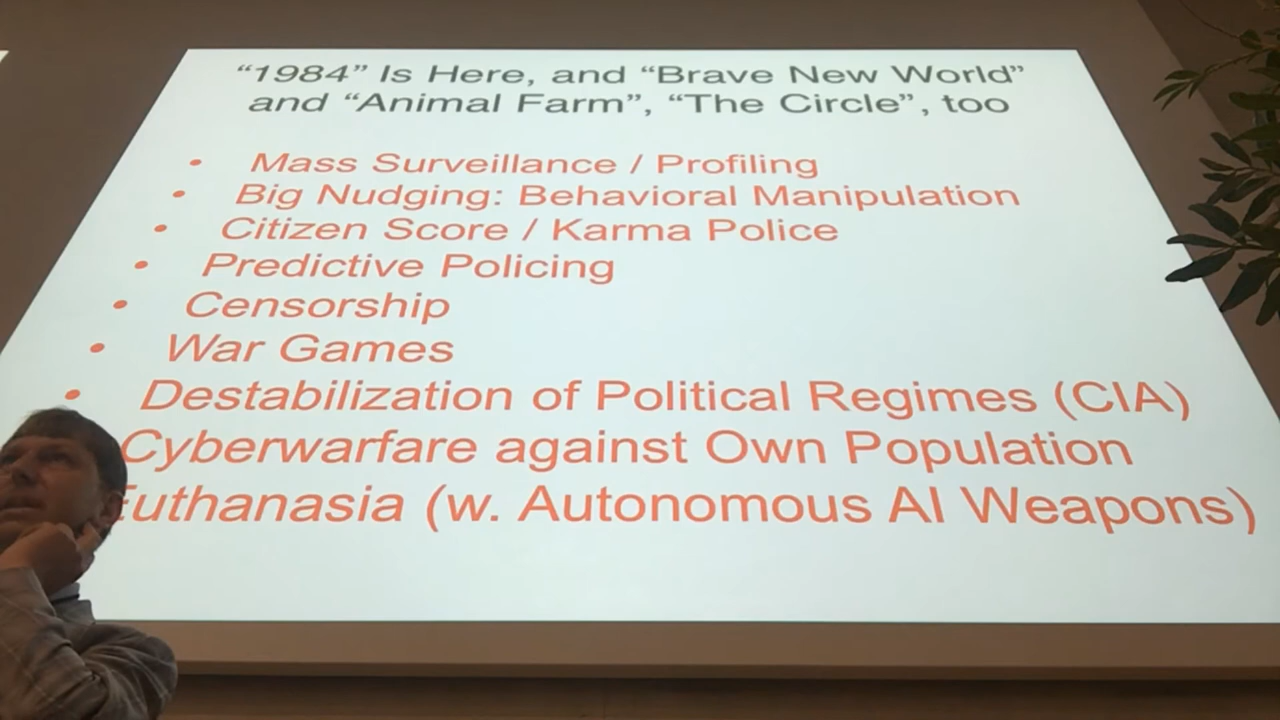 “1984” Is Here, and “Brave New World”
and “Animal Farm”, “The Circle”, too
• Mass Surveillance / Profiling
• Big Nudging: Behavioral Manipulation
• Citizen Score / Karma Police
• Predictive Policing
• Censorship
• War Games
• Destabilization of Political Regimes (CIA)
Cyberwarfare against Own Population
Euthanasia (w. Autonomous AI Weapons)